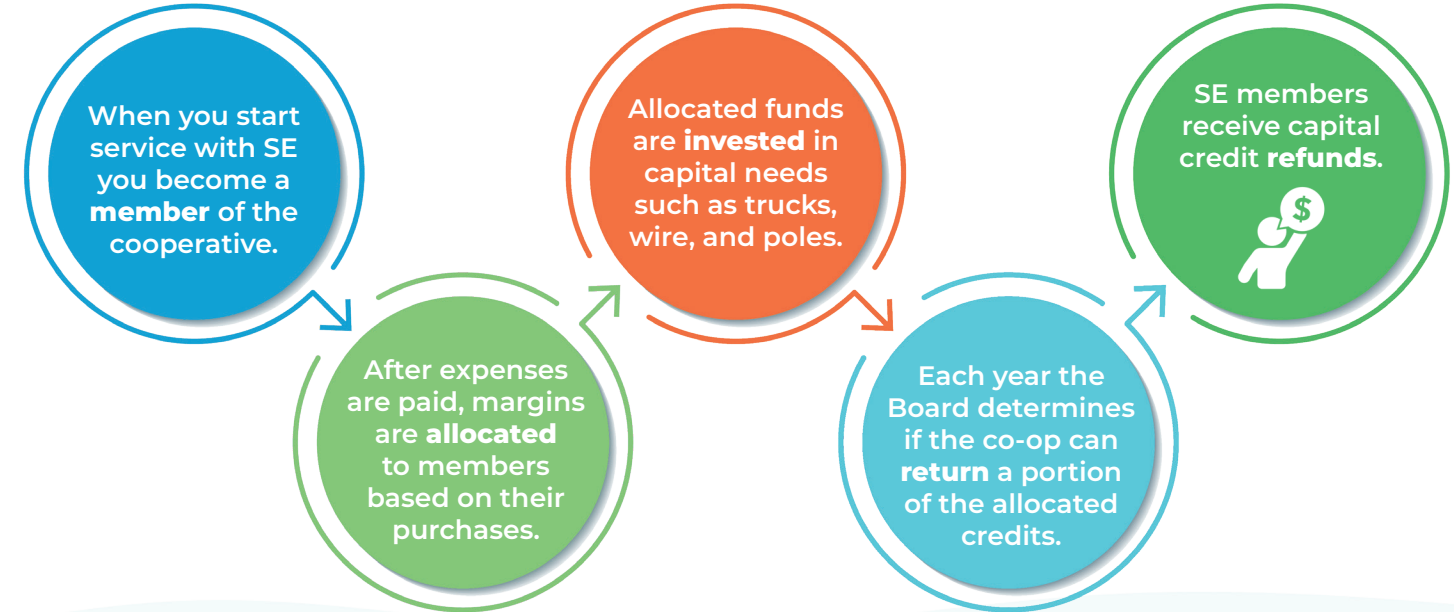 When you start
service with SE
you become a
member of the
cooperative.
After expenses
are paid, margins
are allocated
to members
based on their
purchases.
Allocated funds
are invested in
capital needs
such as trucks,
wire, and poles.
Each year the
Board determines
if the co-op can
return a portion
of the allocated
credits.
SE members
receive capital
credit refunds.
$